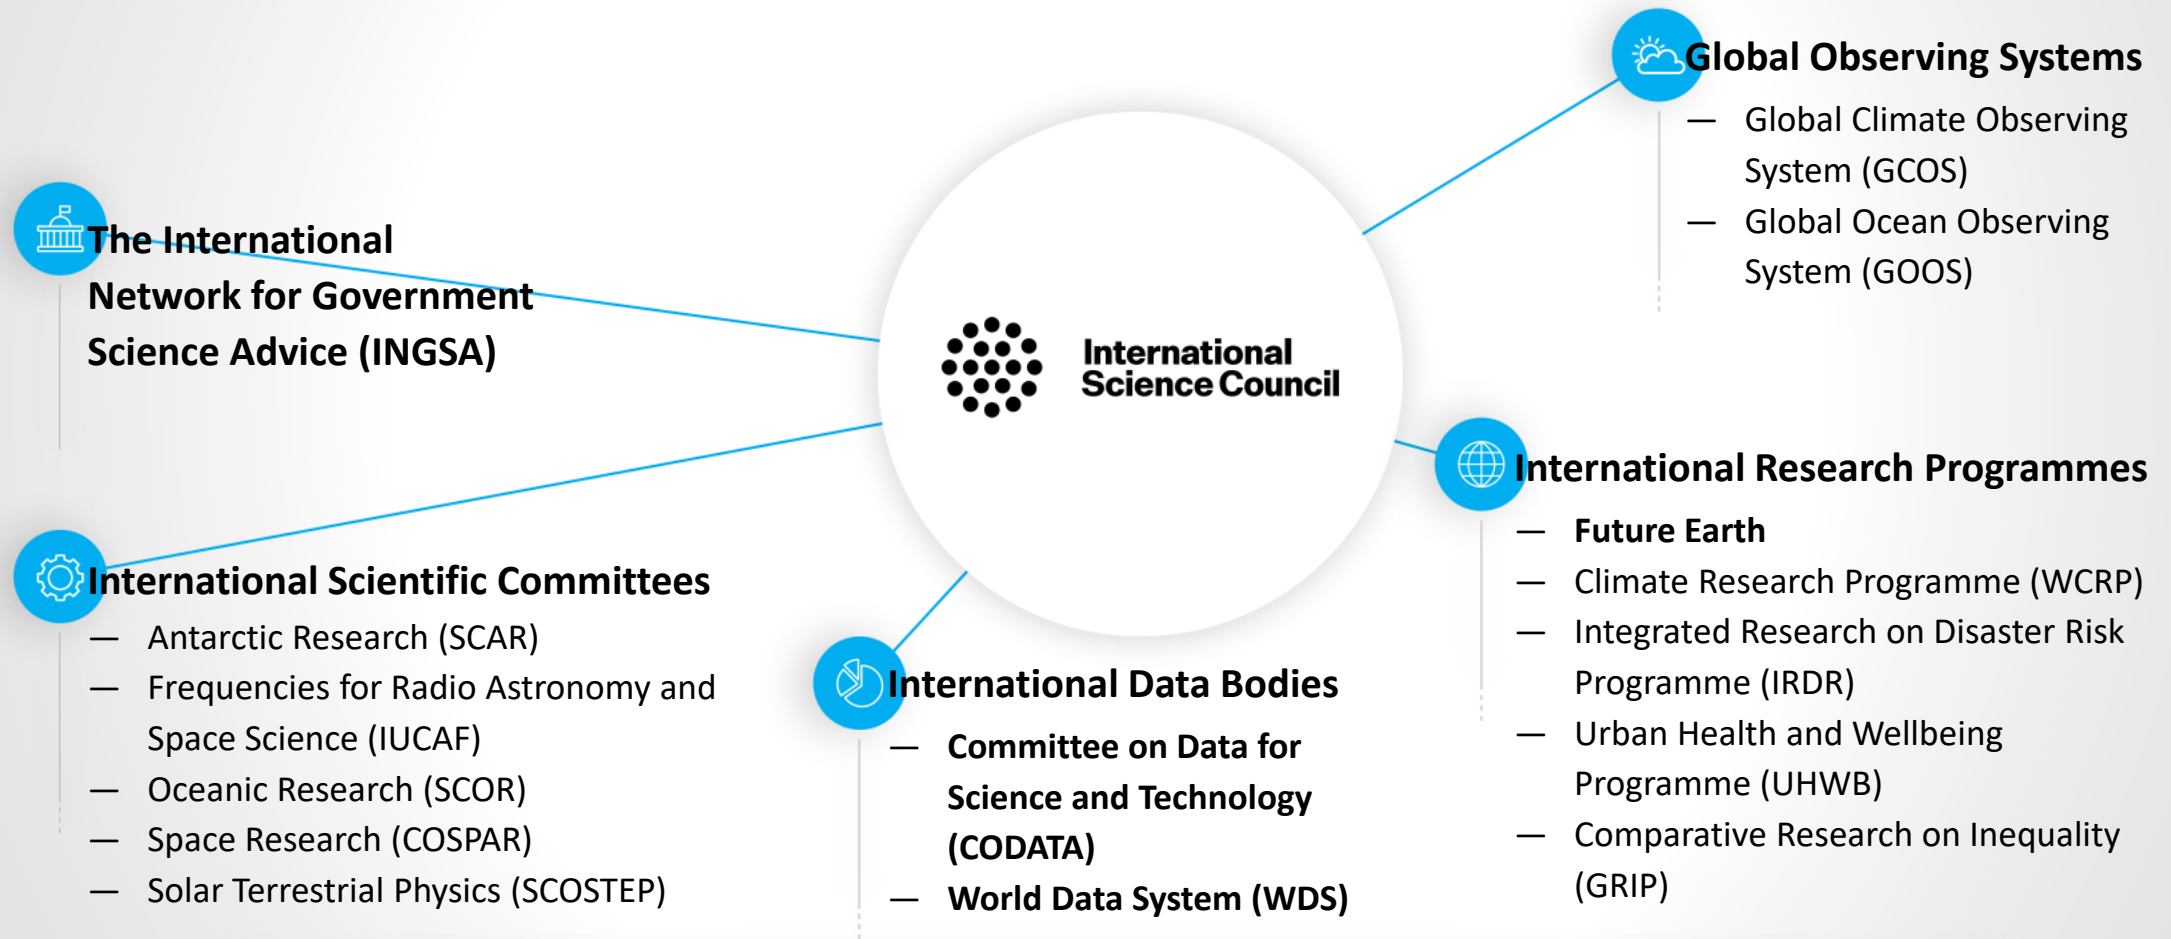 Global Observing Systems
— Global Climate Observing
System (GCOS)
— Global Ocean Observing
System (GOOS)
The International
Network for Government
Science Advice (INGSA)
International
Science Council
International Research Programmes
— Future Earth
— Climate Research Programme (WCRP)
— Integrated Research on Disaster Risk
Programme (IRDR)
— Urban Health and Wellbeing
Programme (UHWB)
— Comparative Research on Inequality
(GRIP)
International Scientific Committees
— Antarctic Research (SCAR)
— Frequencies for Radio Astronomy and
Space Science (IUCAF)
— Oceanic Research (SCOR)
— Space Research (COSPAR)
— Solar Terrestrial Physics (SCOSTEP)
International Data Bodies
— Committee on Data for
Science and Technology
(CODATA)
— World Data System (WDS)